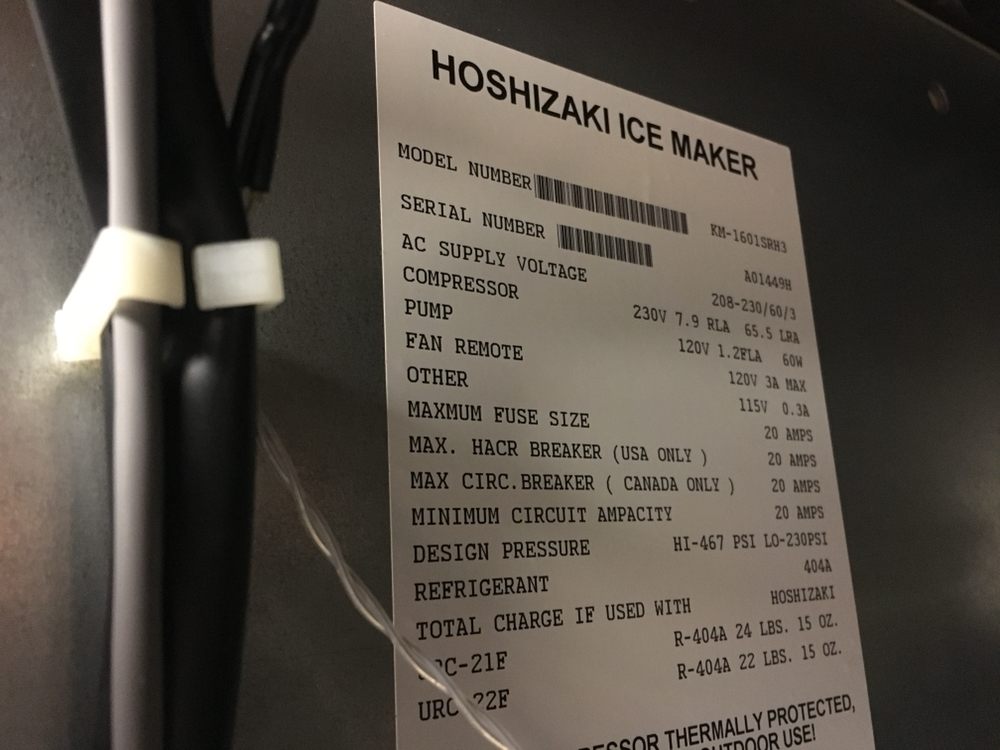 HOSHIZAKI ICE MAKER
MODEL NUMBER KM-1601SRH3
SERIAL NUMBER A01449H
AC SUPPLY VOLTAGE 208-230/60/3
COMPRESSOR 230V 7.9 RLA 65.5 LRA
PUMP 120V 1.2FLA 60W
FAN REMOTE 120V 3A MAX
OTHER 115V 0.3A
MAXMUM FUSE SIZE 20 AMPS
MAX. HACR BREAKER (USA ONLY ) 20 AMPS
MAX CIRC.BREAKER ( CANADA ONLY ) 20 AMPS
MINIMUM CIRCUIT AMPACITY 20 AMPS
DESIGN PRESSURE HI-467 PSI LO-230PSI
REFRIGERANT 404A
TOTAL CHARGE IF USED WITH HOSHIZAKI
URC-21F R-404A 24 LBS. 15 OZ.
URC-22F R-404A 22 LBS. 15 OZ.
THERMALLY PROTECTED,
USE!